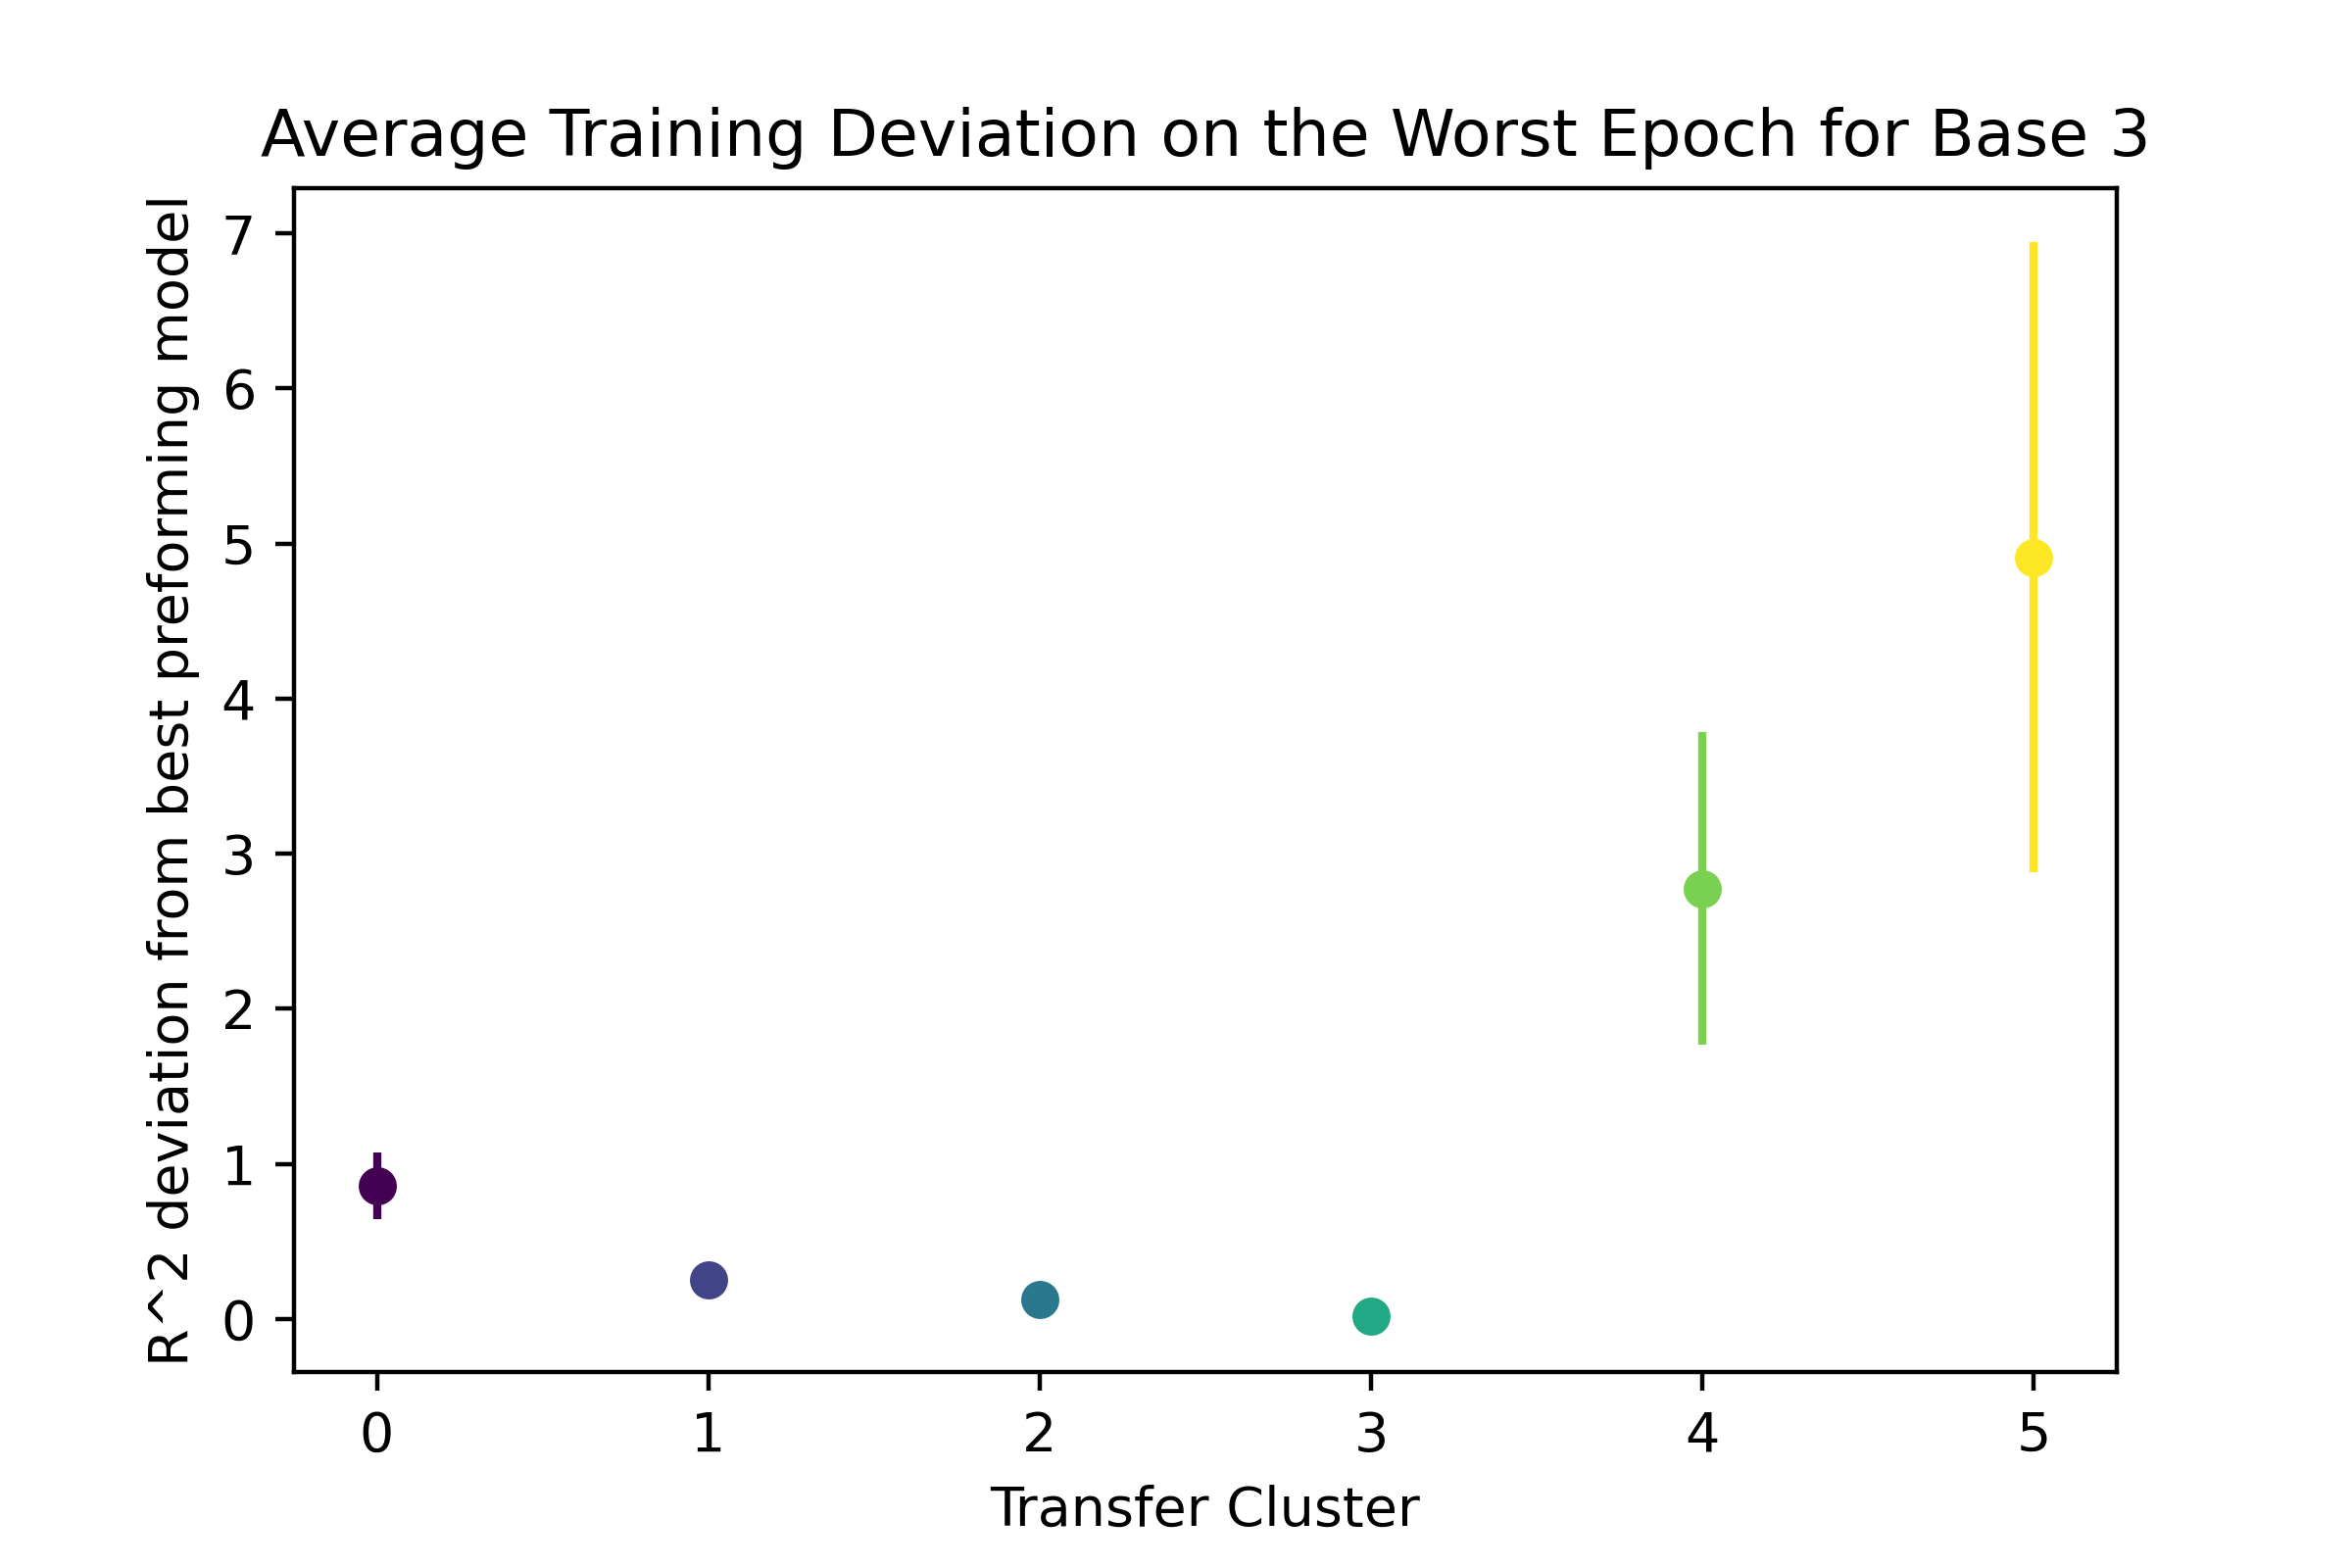 Average Training Deviation on the Worst Epoch for Base 3
R^2 deviation from best preforming model
7
6
5
4
3
2
1
0
0 1 2 3 4 5
Transfer Cluster